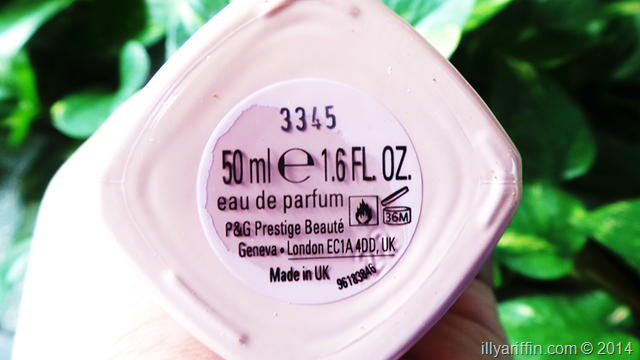 3345
50 ml ℮ 1.6 FL. OZ.
eau de parfum
36M
P&G Prestige Beauté
Geneva • London EC1A 4DD, UK
Made in UK
96183846
illyariffin.com © 2014